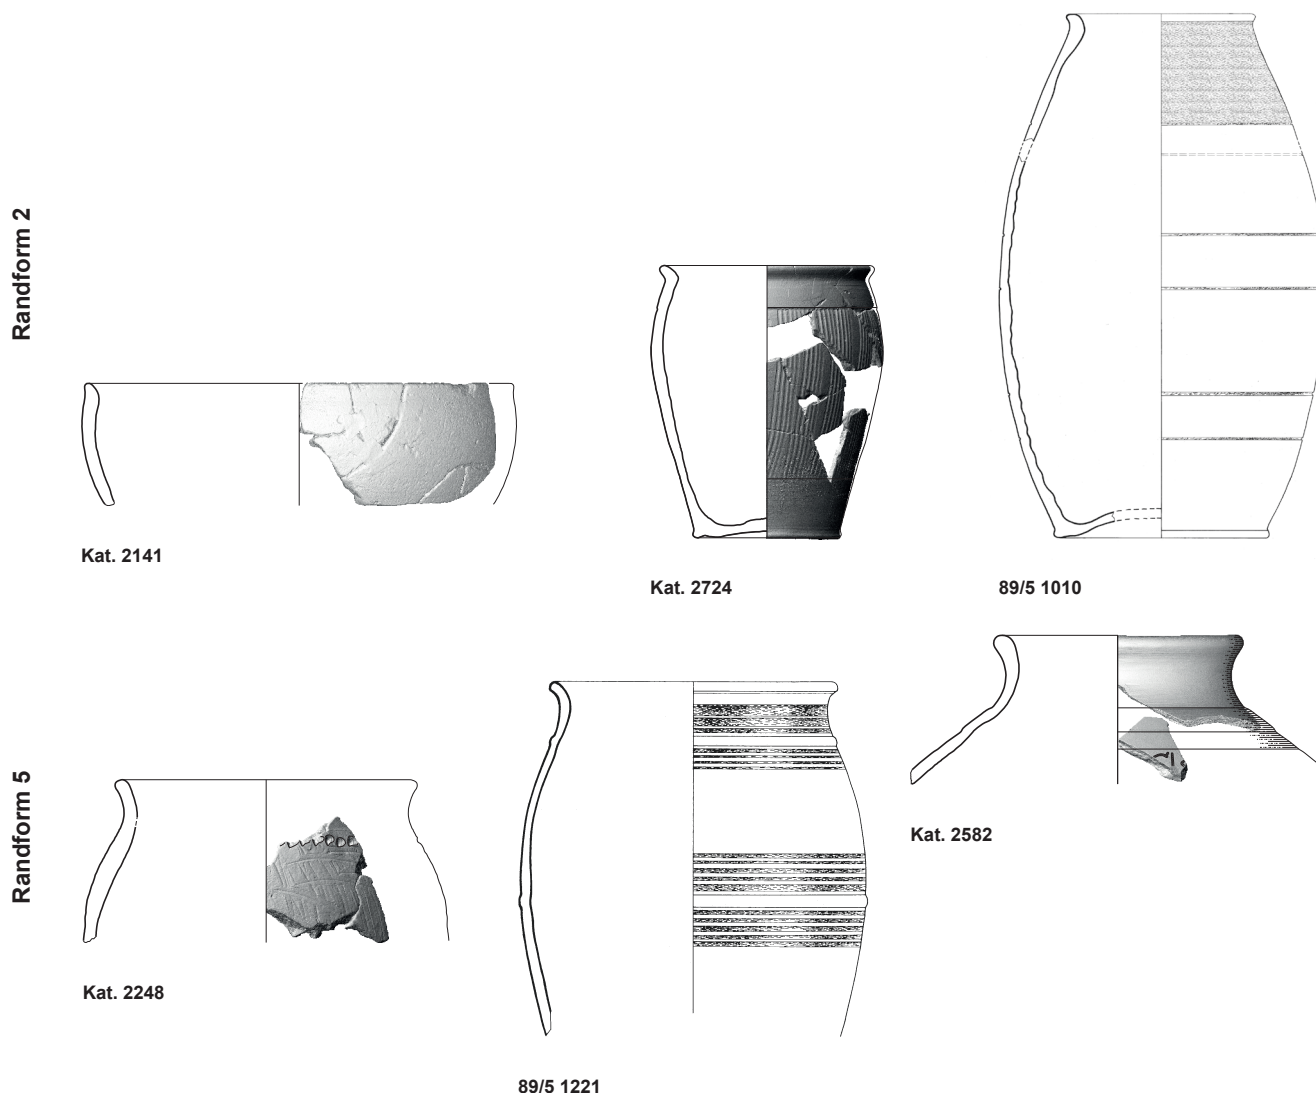 Randform 2
Kat. 2141
Kat. 2724
89/5 1010
Randform 5
Kat. 2248
89/5 1221
Kat. 2582